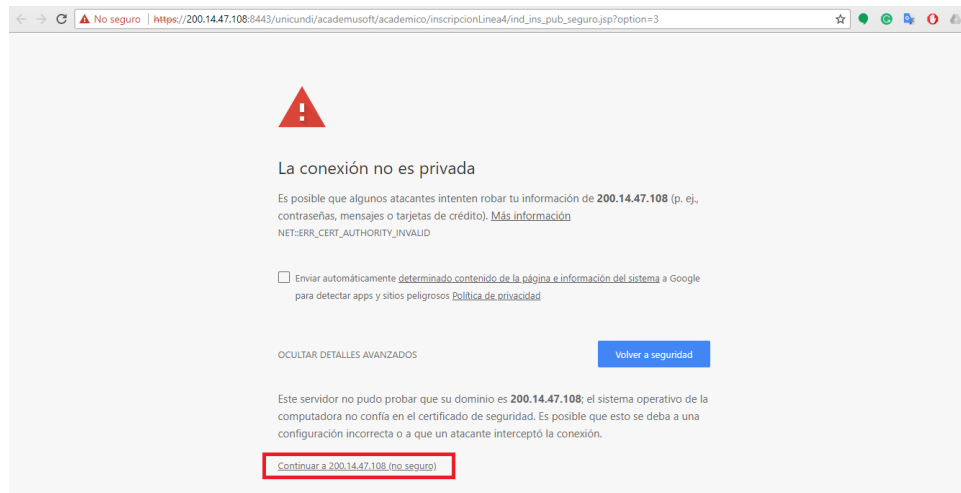 No seguro | https://200.14.47.108:8443/unicundi/academusoft/academico/inscripcionLinea4/ind_ins_pub_seguro.jsp?option=3
La conexión no es privada
Es posible que algunos atacantes intenten robar tu información de 200.14.47.108 (p. ej.,
contraseñas, mensajes o tarjetas de crédito). Más información
NET::ERR_CERT_AUTHORITY_INVALID
Enviar automáticamente determinado contenido de la página e información del sistema a Google
para detectar apps y sitios peligrosos Política de privacidad
OCULTAR DETALLES AVANZADOS
Volver a seguridad
Este servidor no pudo probar que su dominio es 200.14.47.108; el sistema operativo de la
computadora no confía en el certificado de seguridad. Es posible que esto se deba a una
configuración incorrecta o a que un atacante interceptó la conexión.
Continuar a 200.14.47.108 (no seguro)